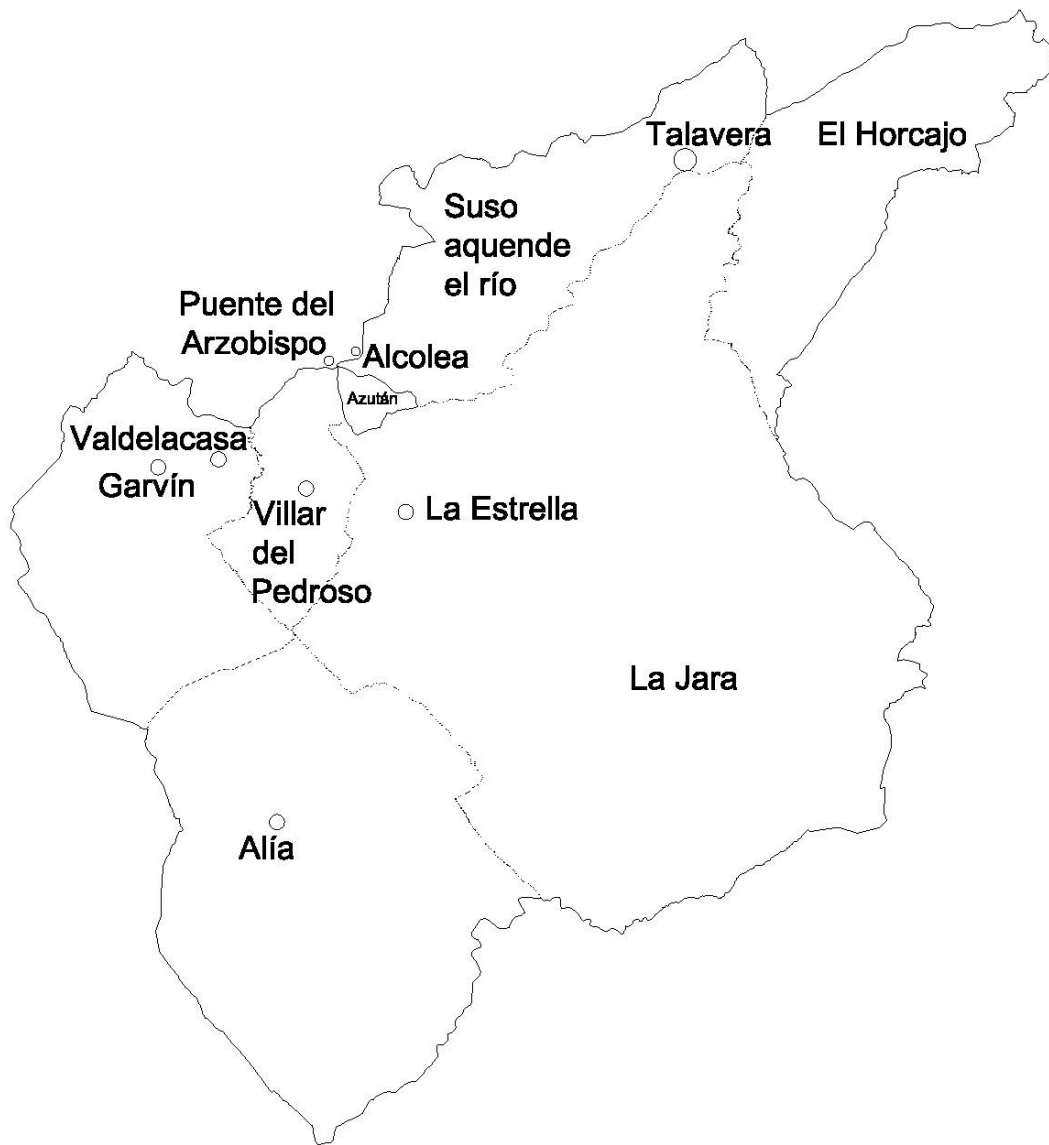 Talavera
El Horcajo
Suso
aquende
el río
Puente del
Arzobispo
Alcolea
Azután
Valdelacasa
Garvín
Villar
del
Pedroso
La Estrella
La Jara
Alía